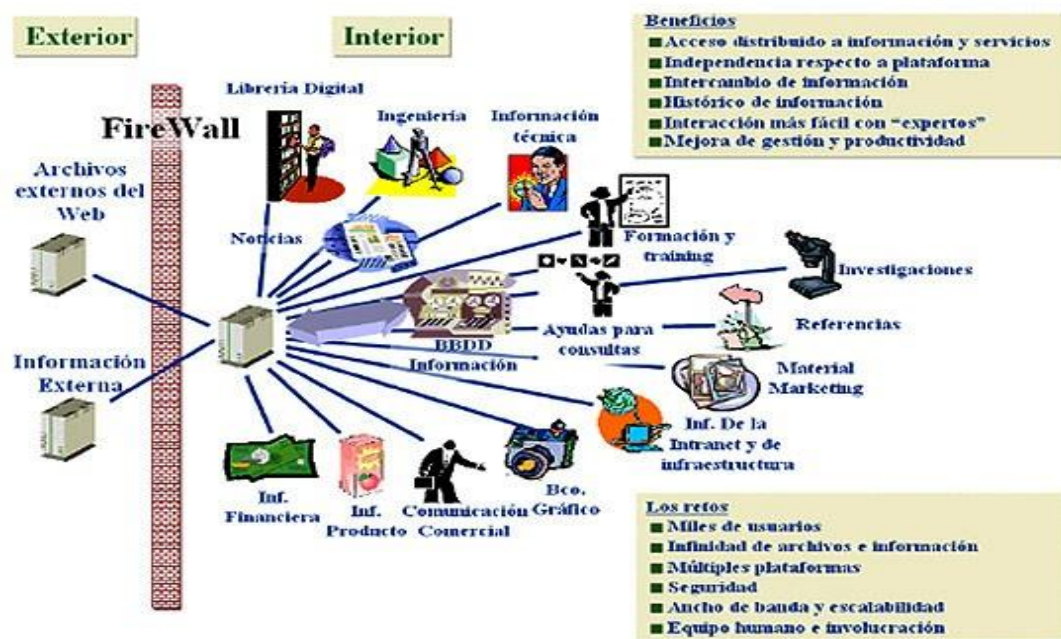 Exterior
Interior
FireWall
Archivos
externos del
Web
Información
Externa
Librería Digital
Ingeniería
Información
técnica
Noticias
Formación y
training
Investigaciones
BBDD
Información
Ayudas para
consultas
Referencias
Material
Marketing
Inf. De la
Intranet y de
infraestructura
Inf.
Financiera
Inf.
Producto
Comunicación
Comercial
Bco.
Gráfico
Beneficios
Acceso distribuido a información y servicios
Independencia respecto a plataforma
Intercambio de información
Histórico de información
Interacción más fácil con “expertos”
Mejora de gestión y productividad
Los retos
Miles de usuarios
Infinidad de archivos e información
Múltiples plataformas
Seguridad
Ancho de banda y escalabilidad
Equipo humano e involucración